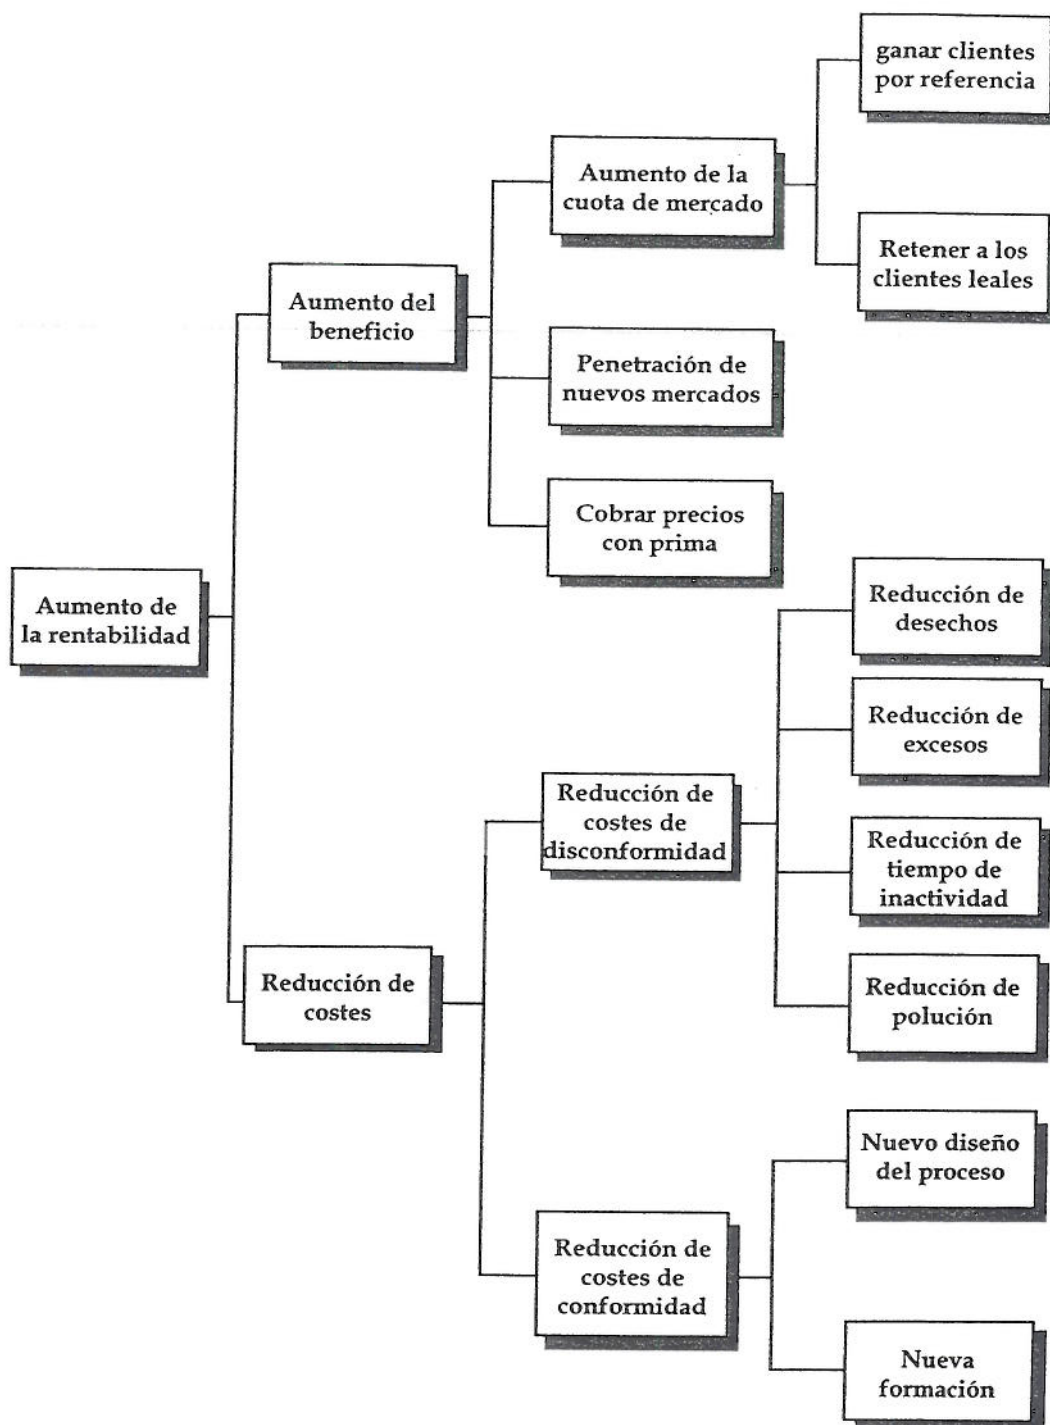 ganar clientes
por referencia
Aumento de la
cuota de mercado
Retener a los
clientes leales
Aumento del
beneficio
Penetración de
nuevos mercados
Cobrar precios
con prima
Aumento de
la rentabilidad
Reducción de
desechos
Reducción de
excesos
Reducción de
costes de
disconformidad
Reducción de
tiempo de
inactividad
Reducción de
costes
Reducción de
polución
Nuevo diseño
del proceso
Reducción de
costes de
conformidad
Nueva
formación